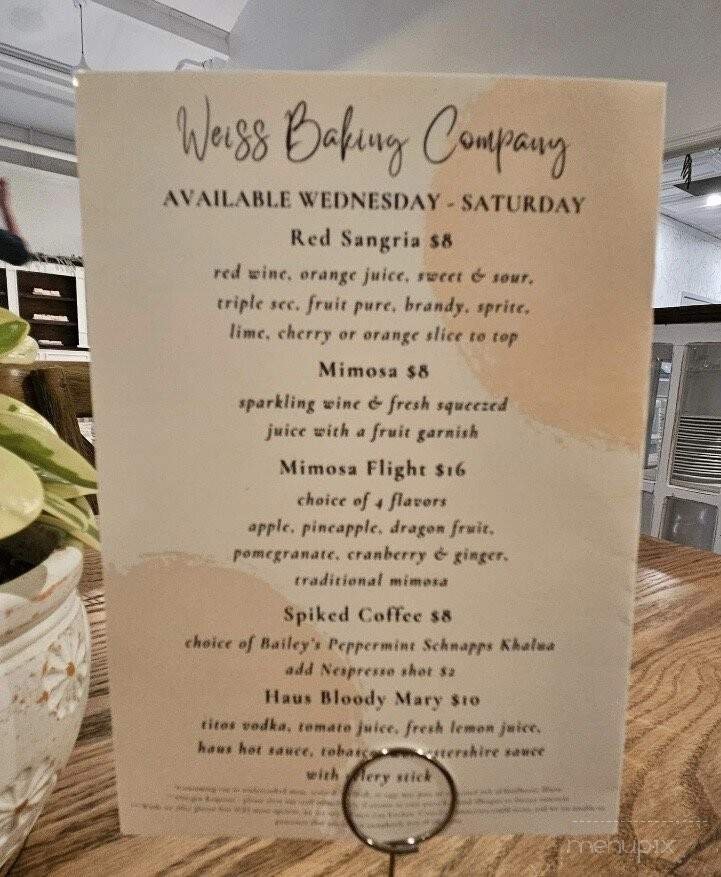 Weiss Baking Company
AVAILABLE WEDNESDAY - SATURDAY
Red Sangria $8
red wine, orange juice, sweet & sour,
triple sec, fruit pure, brandy, sprite,
lime, cherry or orange slice to top
Mimosa $8
sparkling wine & fresh squeezed
juice with a fruit garnish
Mimosa Flight $16
choice of 4 flavors
apple, pineapple, dragon fruit,
pomegranate, cranberry & ginger,
traditional mimosa
Spiked Coffee $8
choice of Bailey's Peppermint Schnapps Khalua
add Nespresso shot $2
Haus Bloody Mary $10
titos vodka, tomato juice, fresh lemon juice,
haus hot sauce, sauce
with stick
menupix